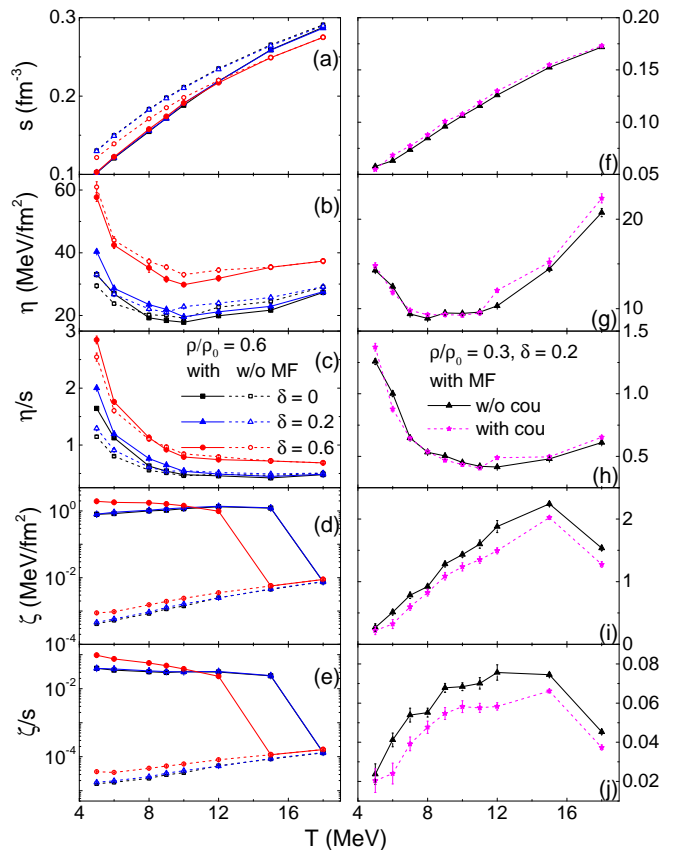 0.3
0.2
0.1
s (fm-3)
(a)
0.20
0.15
0.10
0.05
(f)
60
40
20
η (MeV/fm2)
(b)
20
10
(g)
3
2
1
η/s
(c)
ρ/ρ0 = 0.6
with w/o MF
δ = 0
δ = 0.2
δ = 0.6
1.5
1.0
0.5
ρ/ρ0 = 0.3, δ = 0.2
with MF
w/o cou
with cou
(h)
100
10-2
10-4
ζ (MeV/fm2)
(d)
2
1
0
(i)
10-2
10-4
ζ/s
(e)
0.08
0.06
0.04
0.02
(j)
4 8 12 16
8 12 16
T (MeV)